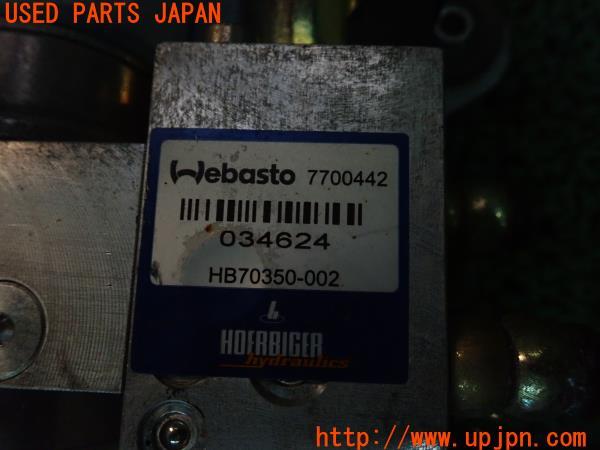 USED PARTS JAPAN
Webasto 7700442
034624
HB70350-002
HOERBIGER
hydraulics
http://www.upjpn.com/